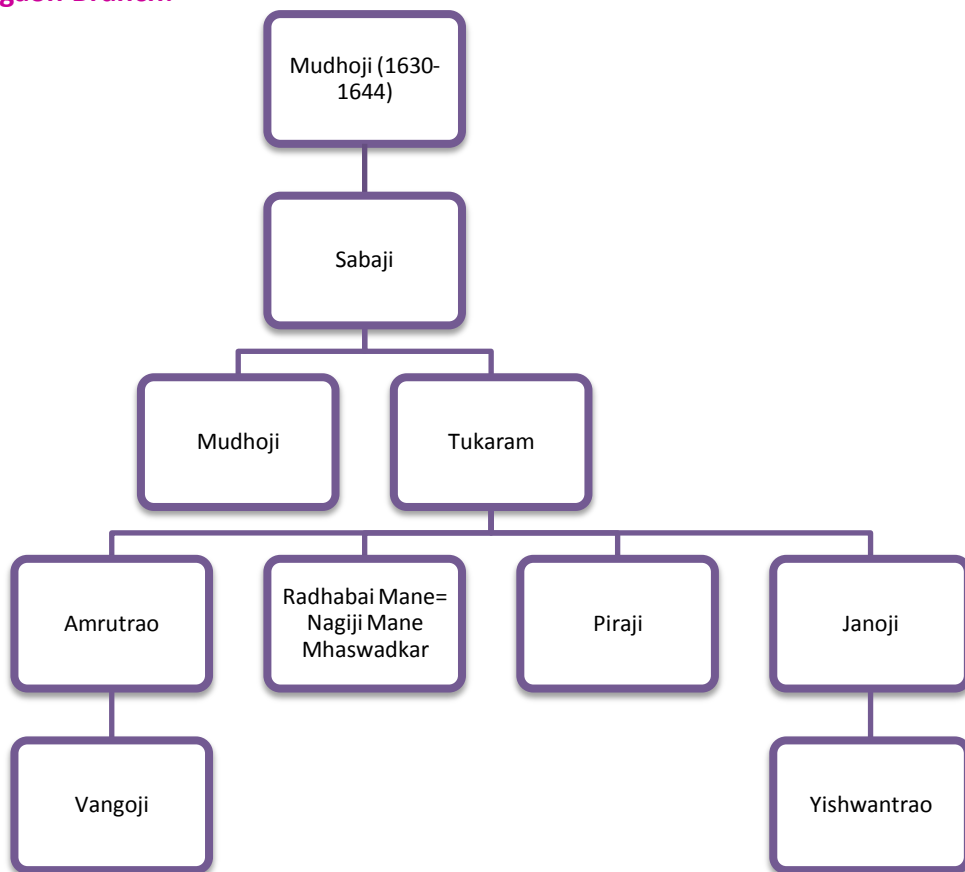 Mudhoji (1630-
1644)
Sabaji
Mudhoji
Tukaram
Amrutrao
Radhabai Mane=
Nagiji Mane
Mhaswadkar
Piraji
Janoji
Vangoji
Yishwantrao